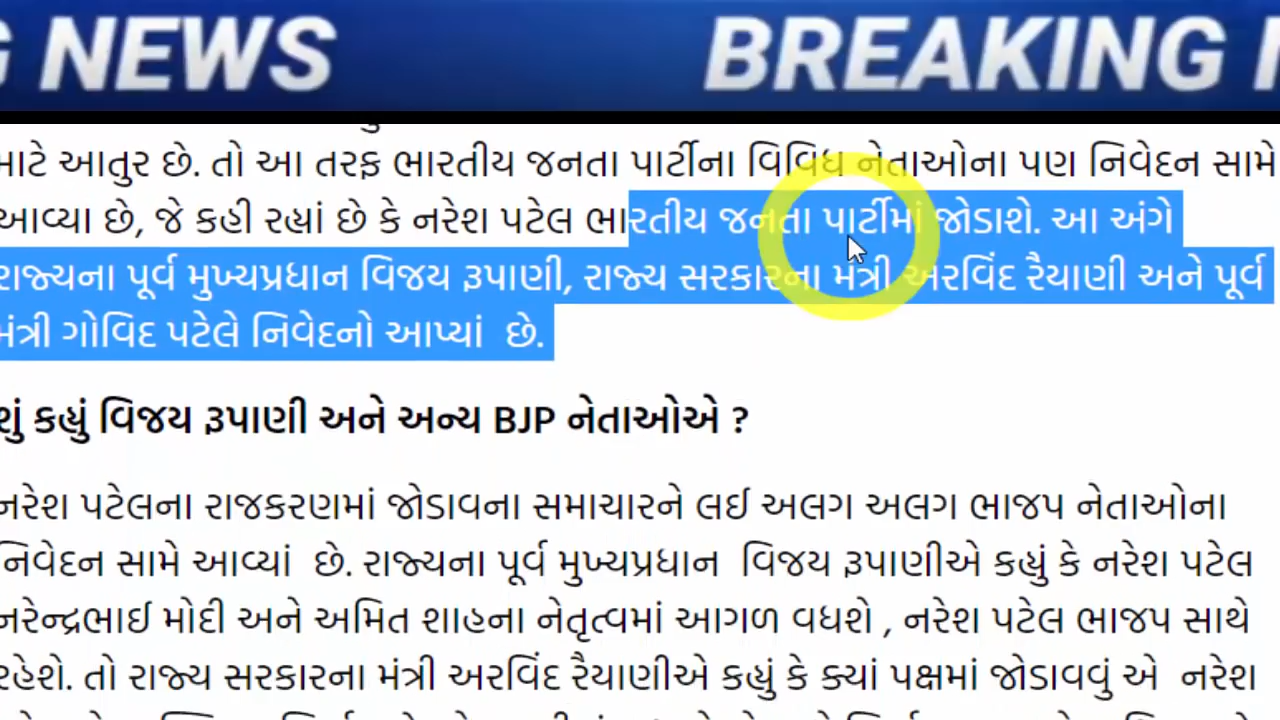 NEWS BREAKING
માટે આતુર છે. તો આ તરફ ભારતીય જનતા પાર્ટીના વિવિધ નેતાઓના પણ નિવેદન સામે
આવ્યા છે, જે કહી રહ્યાં છે કે નરેશ પટેલ ભારતીય જનતા પાર્ટીમાં જોડાશે. આ અંગે
રાજ્યના પૂર્વ મુખ્યપ્રધાન વિજય રૂપાણી, રાજ્ય સરકારના મંત્રી અરવિંદ રૈયાણી અને પૂર્વ
મંત્રી ગોવિદ પટેલે નિવેદનો આપ્યાં છે.
શું કહ્યું વિજય રૂપાણી અને અન્ય BJP નેતાઓએ ?
નરેશ પટેલના રાજકરણમાં જોડાવના સમાચારને લઈ અલગ અલગ ભાજપ નેતાઓના
નિવેદન સામે આવ્યાં છે. રાજ્યના પૂર્વ મુખ્યપ્રધાન વિજય રૂપાણીએ કહ્યું કે નરેશ પટેલ
નરેન્દ્રભાઈ મોદી અને અમિત શાહના નેતૃત્વમાં આગળ વધશે , નરેશ પટેલ ભાજપ સાથે
રહેશે. તો રાજ્ય સરકારના મંત્રી અરવિંદ રૈયાણીએ કહ્યું કે ક્યાં પક્ષમાં જોડાવવું એ નરેશ